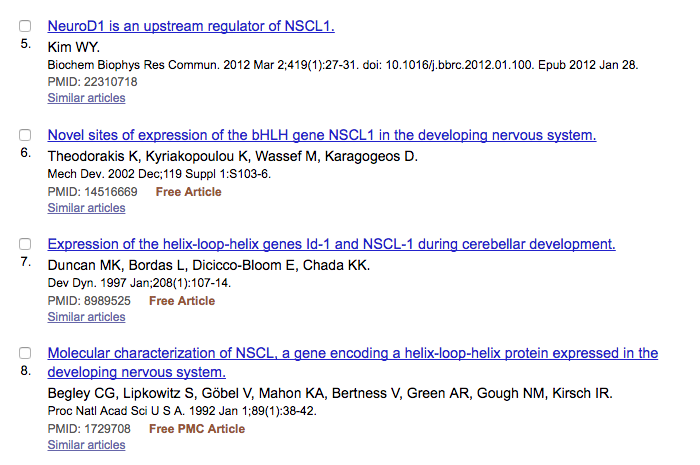 NeuroD1 is an upstream regulator of NSCL1.
5. Kim WY.
Biochem Biophys Res Commun. 2012 Mar 2;419(1):27-31. doi: 10.1016/j.bbrc.2012.01.100. Epub 2012 Jan 28.
PMID: 22310718
Similar articles
Novel sites of expression of the bHLH gene NSCL1 in the developing nervous system.
6. Theodorakis K, Kyriakopoulou K, Wassef M, Karagogeos D.
Mech Dev. 2002 Dec;119 Suppl 1:S103-6.
PMID: 14516669 Free Article
Similar articles
Expression of the helix-loop-helix genes Id-1 and NSCL-1 during cerebellar development.
7. Duncan MK, Bordas L, Dicicco-Bloom E, Chada KK.
Dev Dyn. 1997 Jan;208(1):107-14.
PMID: 8989525 Free Article
Similar articles
Molecular characterization of NSCL, a gene encoding a helix-loop-helix protein expressed in the
8. developing nervous system.
Begley CG, Lipkowitz S, Göbel V, Mahon KA, Bertness V, Green AR, Gough NM, Kirsch IR.
Proc Natl Acad Sci U S A. 1992 Jan 1;89(1):38-42.
PMID: 1729708 Free PMC Article
Similar articles